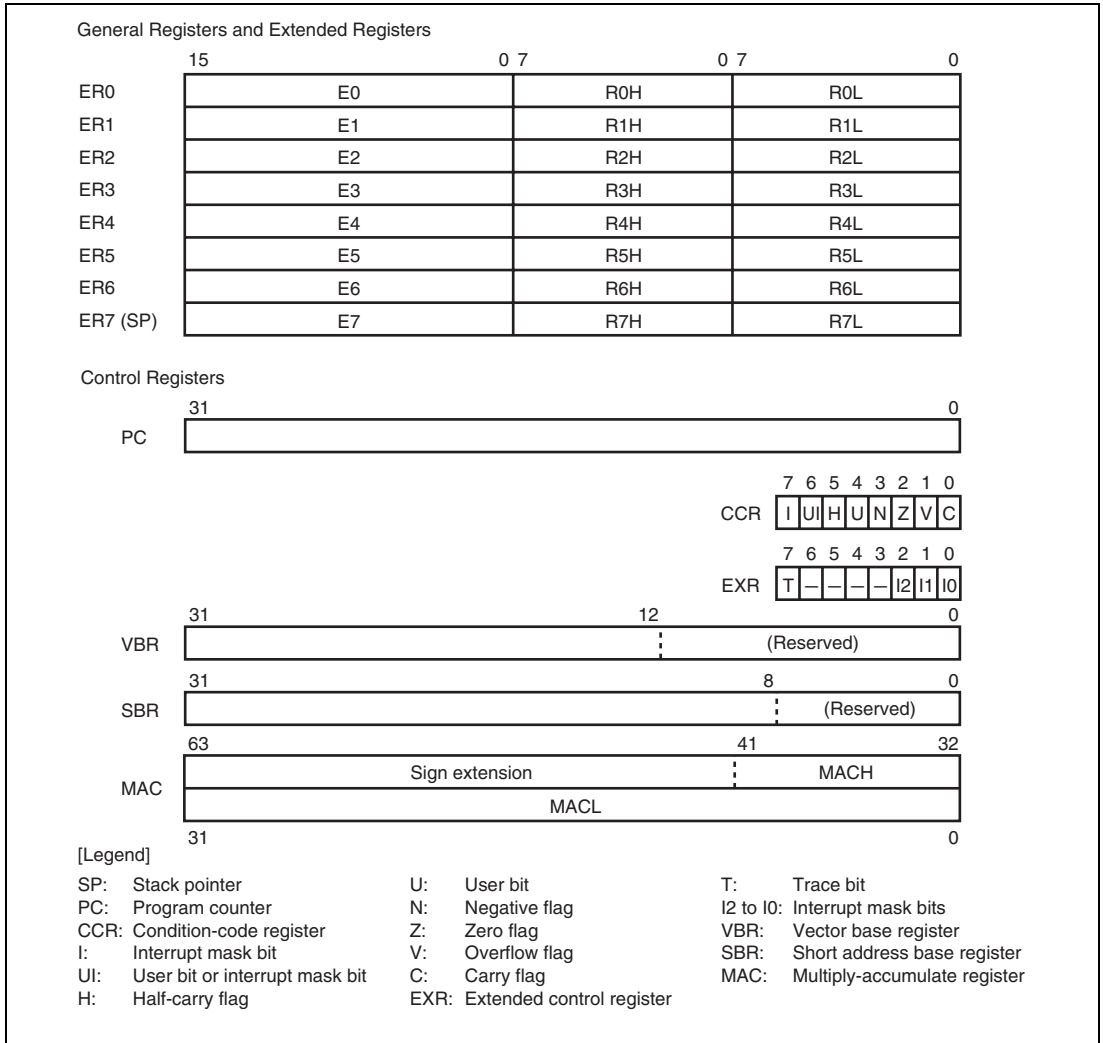 General Registers and Extended Registers
15 0 7 0 7 0
ER0 E0 R0H R0L
ER1 E1 R1H R1L
ER2 E2 R2H R2L
ER3 E3 R3H R3L
ER4 E4 R4H R4L
ER5 E5 R5H R5L
ER6 E6 R6H R6L
ER7 (SP) E7 R7H R7L
Control Registers
31 0
PC
7 6 5 4 3 2 1 0
CCR I UI H U N Z V C
7 6 5 4 3 2 1 0
EXR T — — — — I2 I1 I0
31 12 0
VBR (Reserved)
31 8 0
SBR (Reserved)
63 41 32
MAC Sign extension MACH
MACL
31 0
[Legend]
SP: Stack pointer U: User bit T: Trace bit
PC: Program counter N: Negative flag I2 to I0: Interrupt mask bits
CCR: Condition-code register Z: Zero flag VBR: Vector base register
I: Interrupt mask bit V: Overflow flag SBR: Short address base register
UI: User bit or interrupt mask bit C: Carry flag MAC: Multiply-accumulate register
H: Half-carry flag EXR: Extended control register